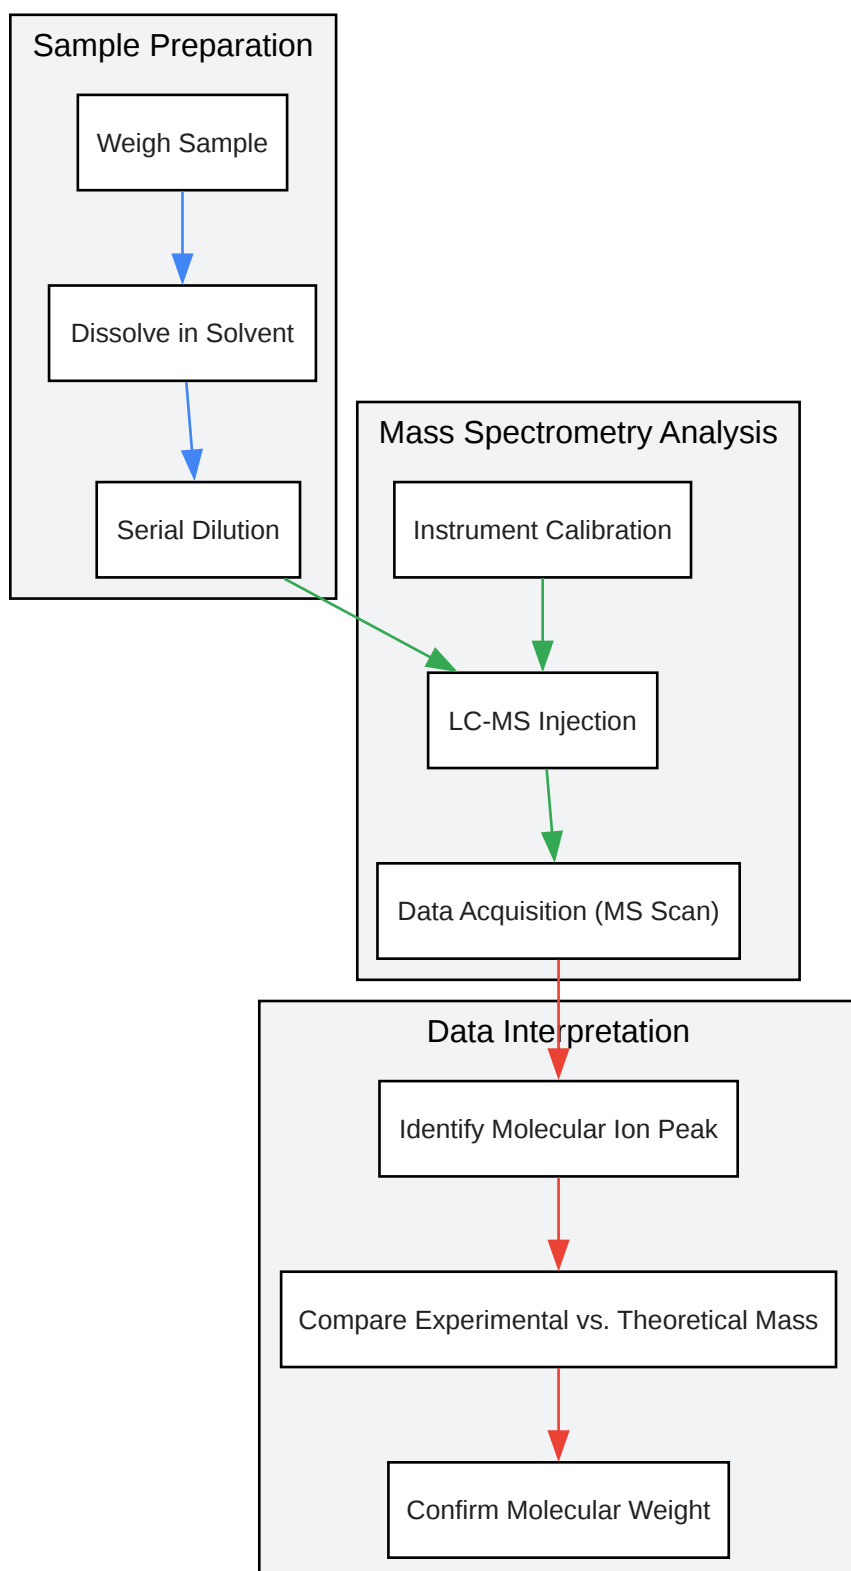 Sample Preparation
Weigh Sample
Dissolve in Solvent
Serial Dilution
Mass Spectrometry Analysis
Instrument Calibration
LC-MS Injection
Data Acquisition (MS Scan)
Data Interpretation
Identify Molecular Ion Peak
Compare Experimental vs. Theoretical Mass
Confirm Molecular Weight